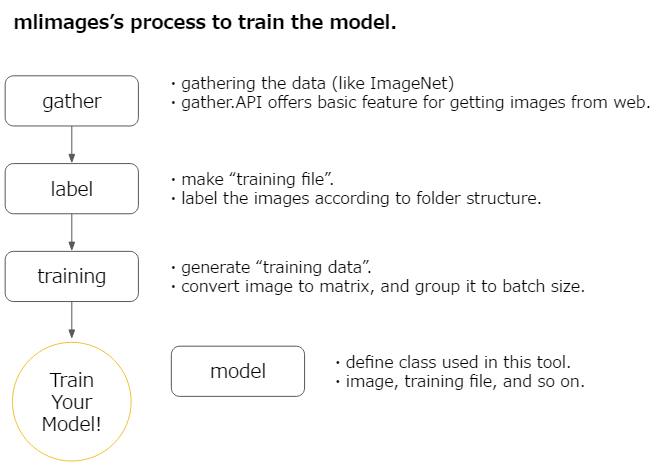 mlimages’s process to train the model.
gather
・gathering the data (like ImageNet)
・gather.API offers basic feature for getting images from web.
label
・make “training file”.
・label the images according to folder structure.
training
・generate “training data”.
・convert image to matrix, and group it to batch size.
Train
Your
Model!
model
・define class used in this tool.
・image, training file, and so on.